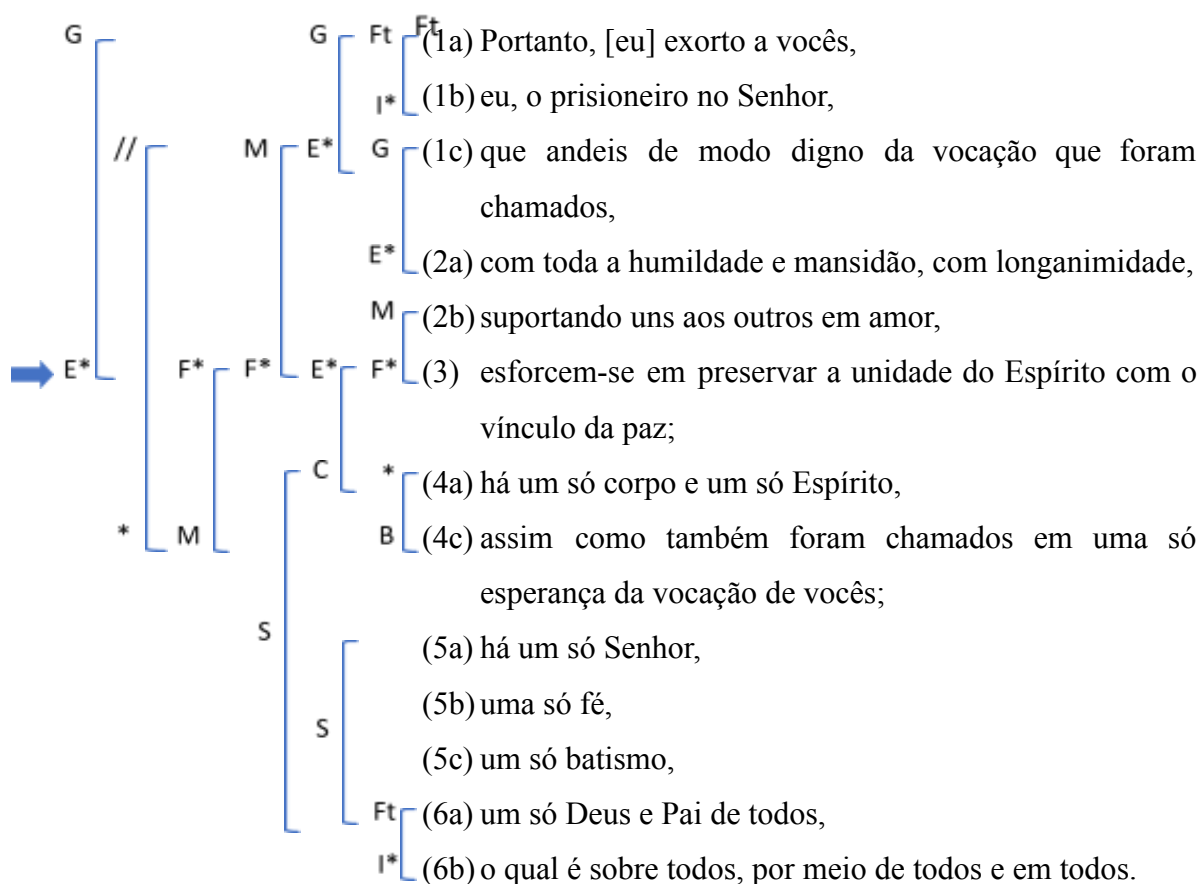 G G Ft Ft (1a) Portanto, [eu] exorto a vocês,
I* (1b) eu, o prisioneiro no Senhor,
// M E* G (1c) que andeis de modo digno da vocação que foram
chamados,
E* (2a) com toda a humildade e mansidão, com longanimidade,
M (2b) suportando uns aos outros em amor,
E* F* F* E* F* (3) esforcem-se em preservar a unidade do Espírito com o
vínculo da paz;
C * (4a) há um só corpo e um só Espírito,
* M B (4c) assim como também foram chamados em uma só
esperança da vocação de vocês;
S
(5a) há um só Senhor,
(5b) uma só fé,
S
(5c) um só batismo,
Ft (6a) um só Deus e Pai de todos,
I* (6b) o qual é sobre todos, por meio de todos e em todos.